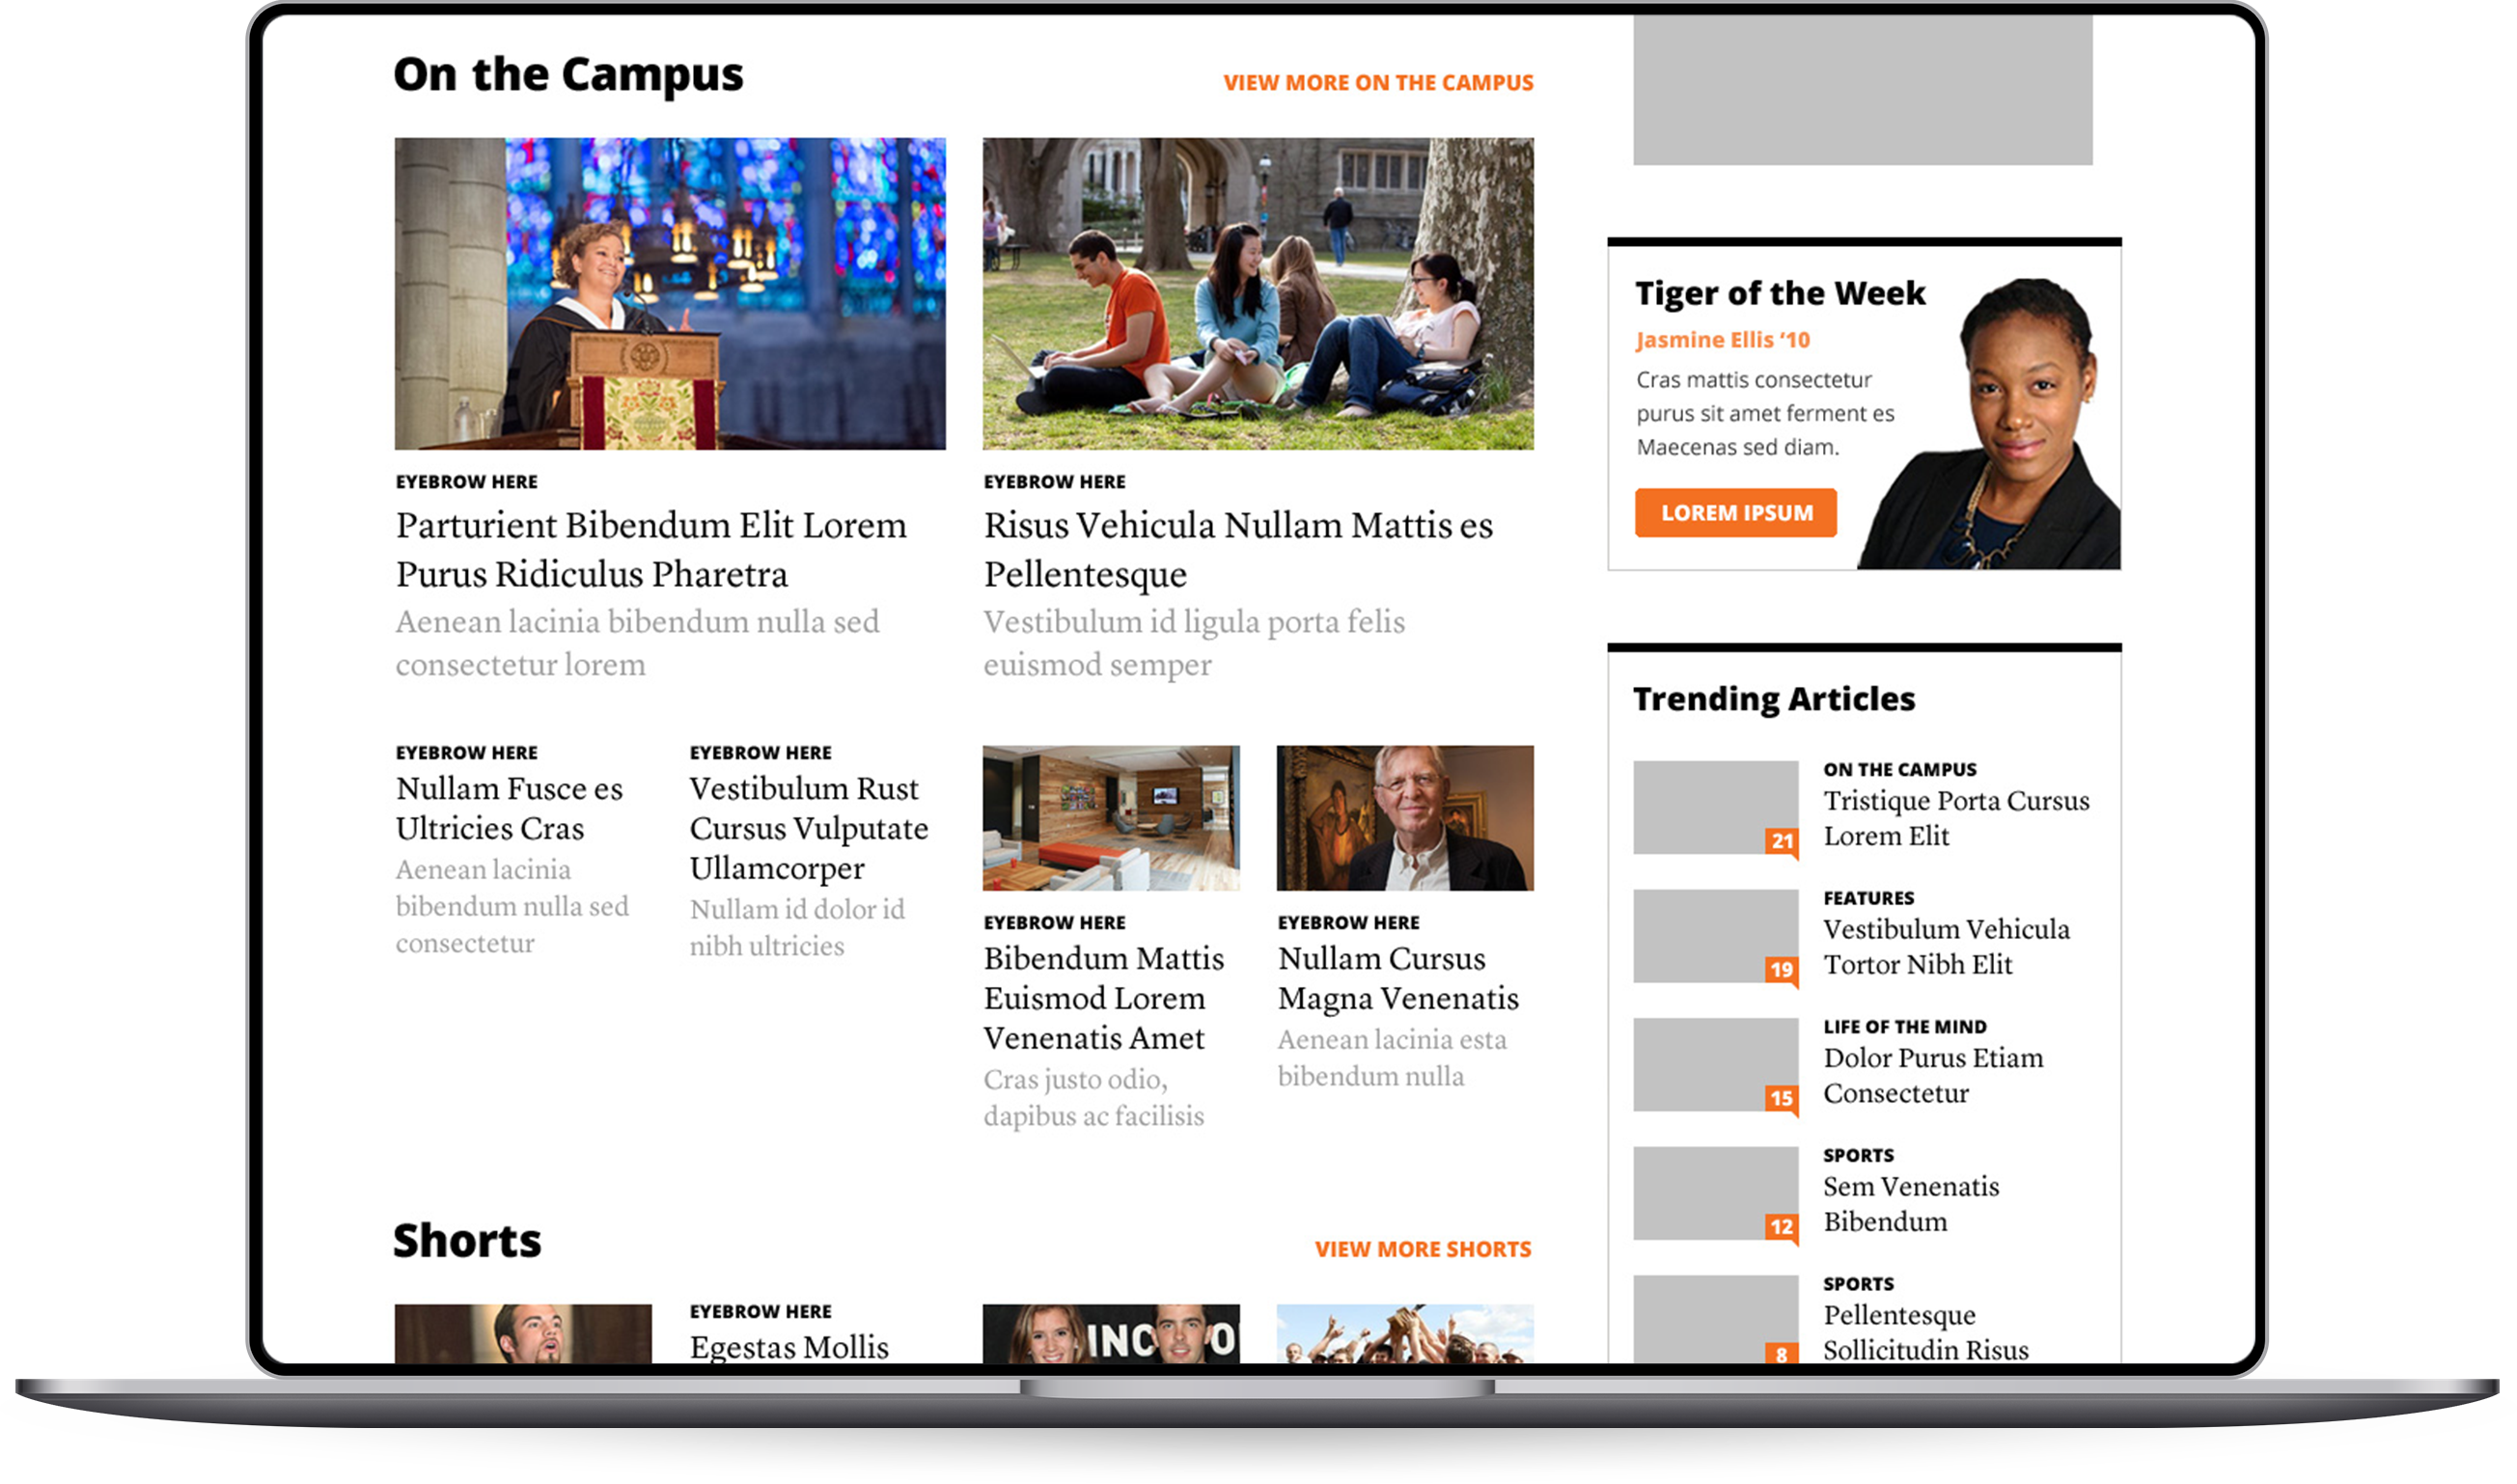 On the Campus
VIEW MORE ON THE CAMPUS
EYEBROW HERE
Parturient Bibendum Elit Lorem
Purus Ridiculus Pharetra
Aenean lacinia bibendum nulla sed
consectetur lorem
EYEBROW HERE
Risus Vehicula Nullam Mattis es
Pellentesque
Vestibulum id ligula porta felis
euismod semper
EYEBROW HERE
Nullam Fusce es
Ultricies Cras
Aenean lacinia
bibendum nulla sed
consectetur
EYEBROW HERE
Vestibulum Rust
Cursus Vulputate
Ullamcorper
Nullam id dolor id
nibh ultricies
EYEBROW HERE
Bibendum Mattis
Euismod Lorem
Venenatis Amet
Cras justo odio,
dapibus ac facilisis
EYEBROW HERE
Nullam Cursus
Magna Venenatis
Aenean lacinia esta
bibendum nulla
Shorts
VIEW MORE SHORTS
EYEBROW HERE
Egestas Mollis
INC
O
Tiger of the Week
Jasmine Ellis ‘10
Cras mattis consectetur
purus sit amet ferment es
Maecenas sed diam.
LOREM IPSUM
Trending Articles
21
ON THE CAMPUS
Tristique Porta Cursus
Lorem Elit
19
FEATURES
Vestibulum Vehicula
Tortor Nibh Elit
15
LIFE OF THE MIND
Dolor Purus Etiam
Consectetur
12
SPORTS
Sem Venenatis
Bibendum
8
SPORTS
Pellentesque
Sollicitudin Risus